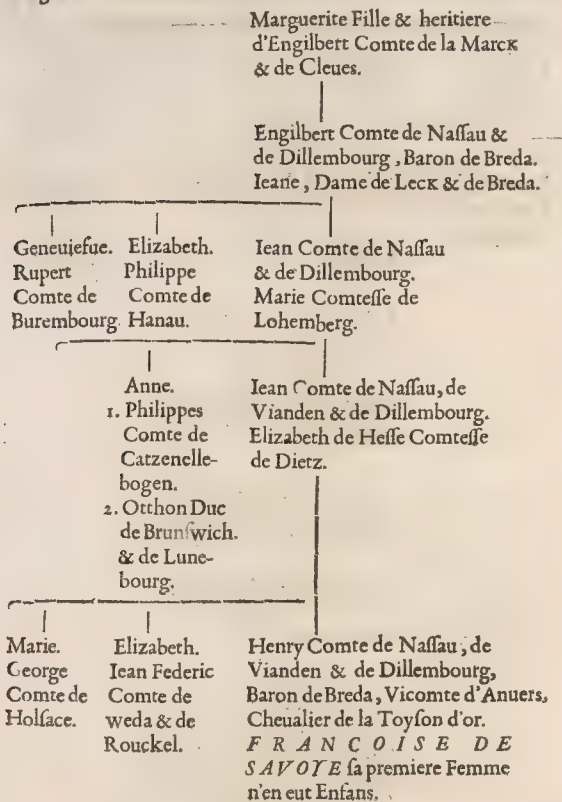 Marguerite Fille & heritiere
d'Engilbert Comte de la Marcκ
& de Cleues.
Engilbert Comte de Naſſau &
de Dillembourg, Baron de Breda.
Ieane, Dame de Lecκ & de Breda.
Geneuiefue.
Rupert
Comte de
Burembourg.
Elizabeth.
Philippe
Comte de
Hanau.
Iean Comte de Naſſau
& de Dillembourg.
Marie Comteſſe de
Lohemberg.
Anne.
1. Philippes
Comte de
Catzenelle-
bogen.
2. Otthon Duc
de Brunſwich.
& de Lune-
bourg.
Iean Comte de Naſſau, de
Vianden & de Dillembourg.
Elizabeth de Heſſe Comteſſe
de Dietz.
Marie.
George
Comte de
Holſace.
Elizabeth.
Iean Federic
Comte de
weda & de
Rouckel.
Henry Comte de Naſſau, de
Vianden & de Dillembourg,
Baron de Breda, Vicomte d'Anuers,
Cheualier de la Toyſon d'or.
FRANCOISE DE
SAVOYE ſa premiere Femme
n'en eut Enfans.